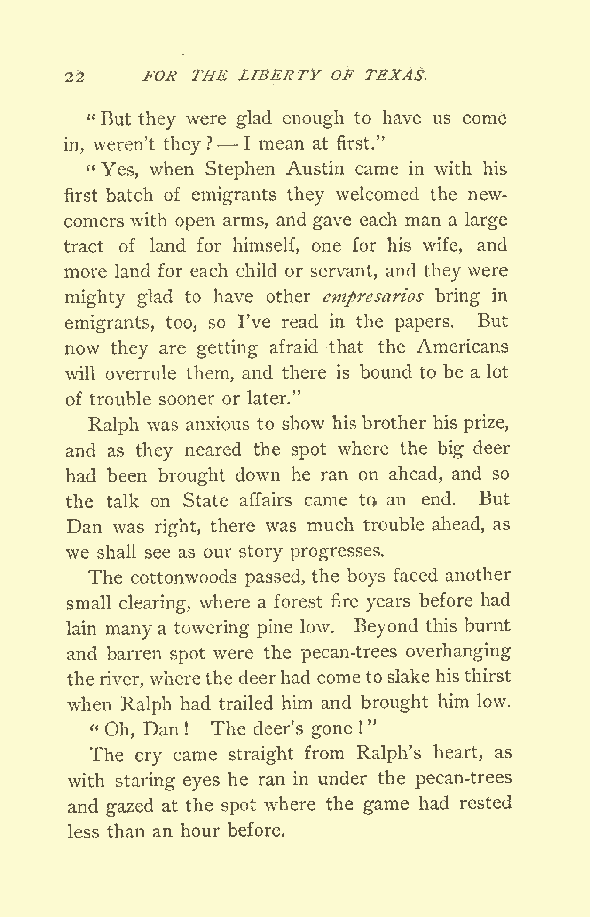 22 FOR THE LIBERTY OF TEXAS.
"But they were glad enough to have us come
in, weren't they? — I mean at first."
"Yes, when Stephen Austin came in with his
first batch of emigrants they welcomed the new-
comers with open arms, and gave each man a large
tract of land for himself, one for his wife, and
more land for each child or servant, and they were
mighty glad to have other empresarios bring in
emigrants, too, so I've read in the papers. But
now they are getting afraid that the Americans
will overrule them, and there is bound to be a lot
of trouble sooner or later."
Ralph was anxious to show his brother his prize,
and as they neared the spot where the big deer
had been brought down he ran on ahead, and so
the talk on State affairs came to an end. But
Dan was right, there was much trouble ahead, as
we shall see as our story progresses.
The cottonwoods passed, the boys faced another
small clearing, where a forest fire years before had
lain many a towering pine low. Beyond this burnt
and barren spot were the pecan-trees overhanging
the river, where the deer had come to slake his thirst
when Ralph had trailed him and brought him low.
"Oh, Dan! The deer's gone!"
The cry came straight from Ralph's heart, as
with staring eyes he ran in under the pecan-trees
and gazed at the spot where the game had rested
less than an hour before.